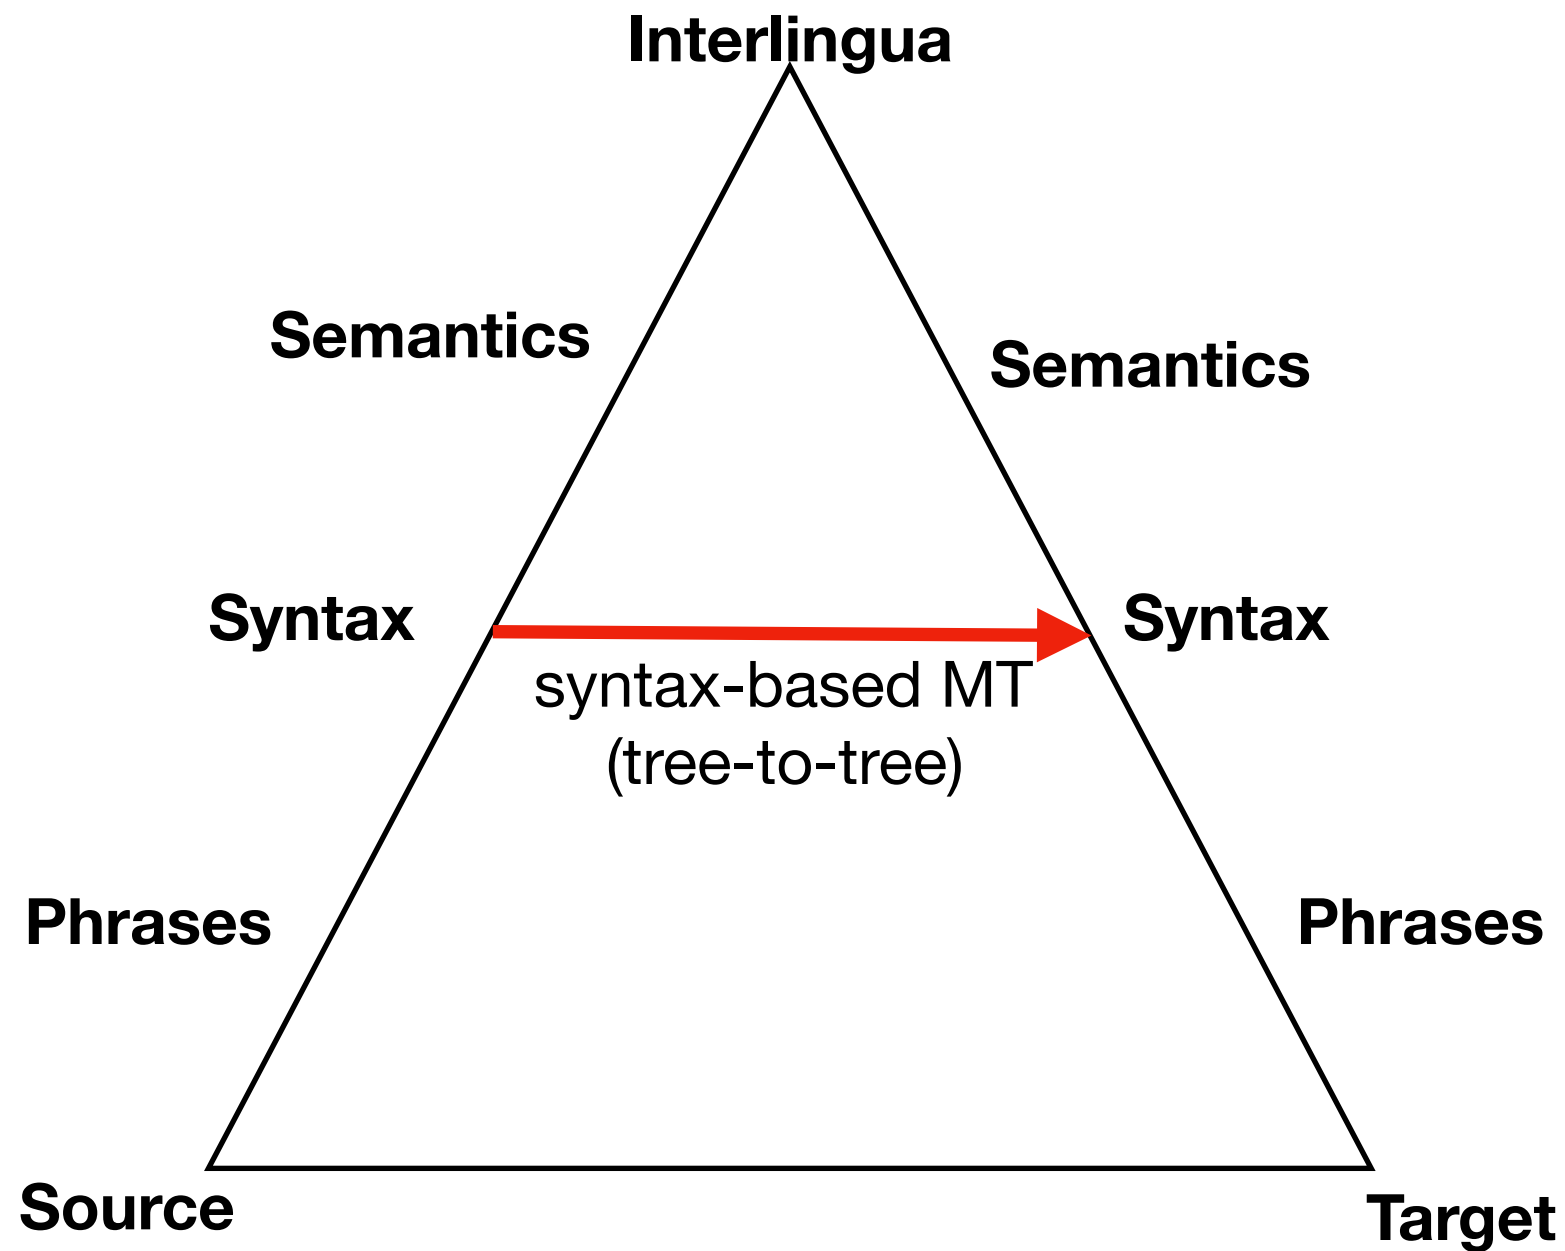 Interlingua
Semantics
Semantics
Syntax
Syntax
syntax-based MT
(tree-to-tree)
Phrases
Phrases
Source
Target